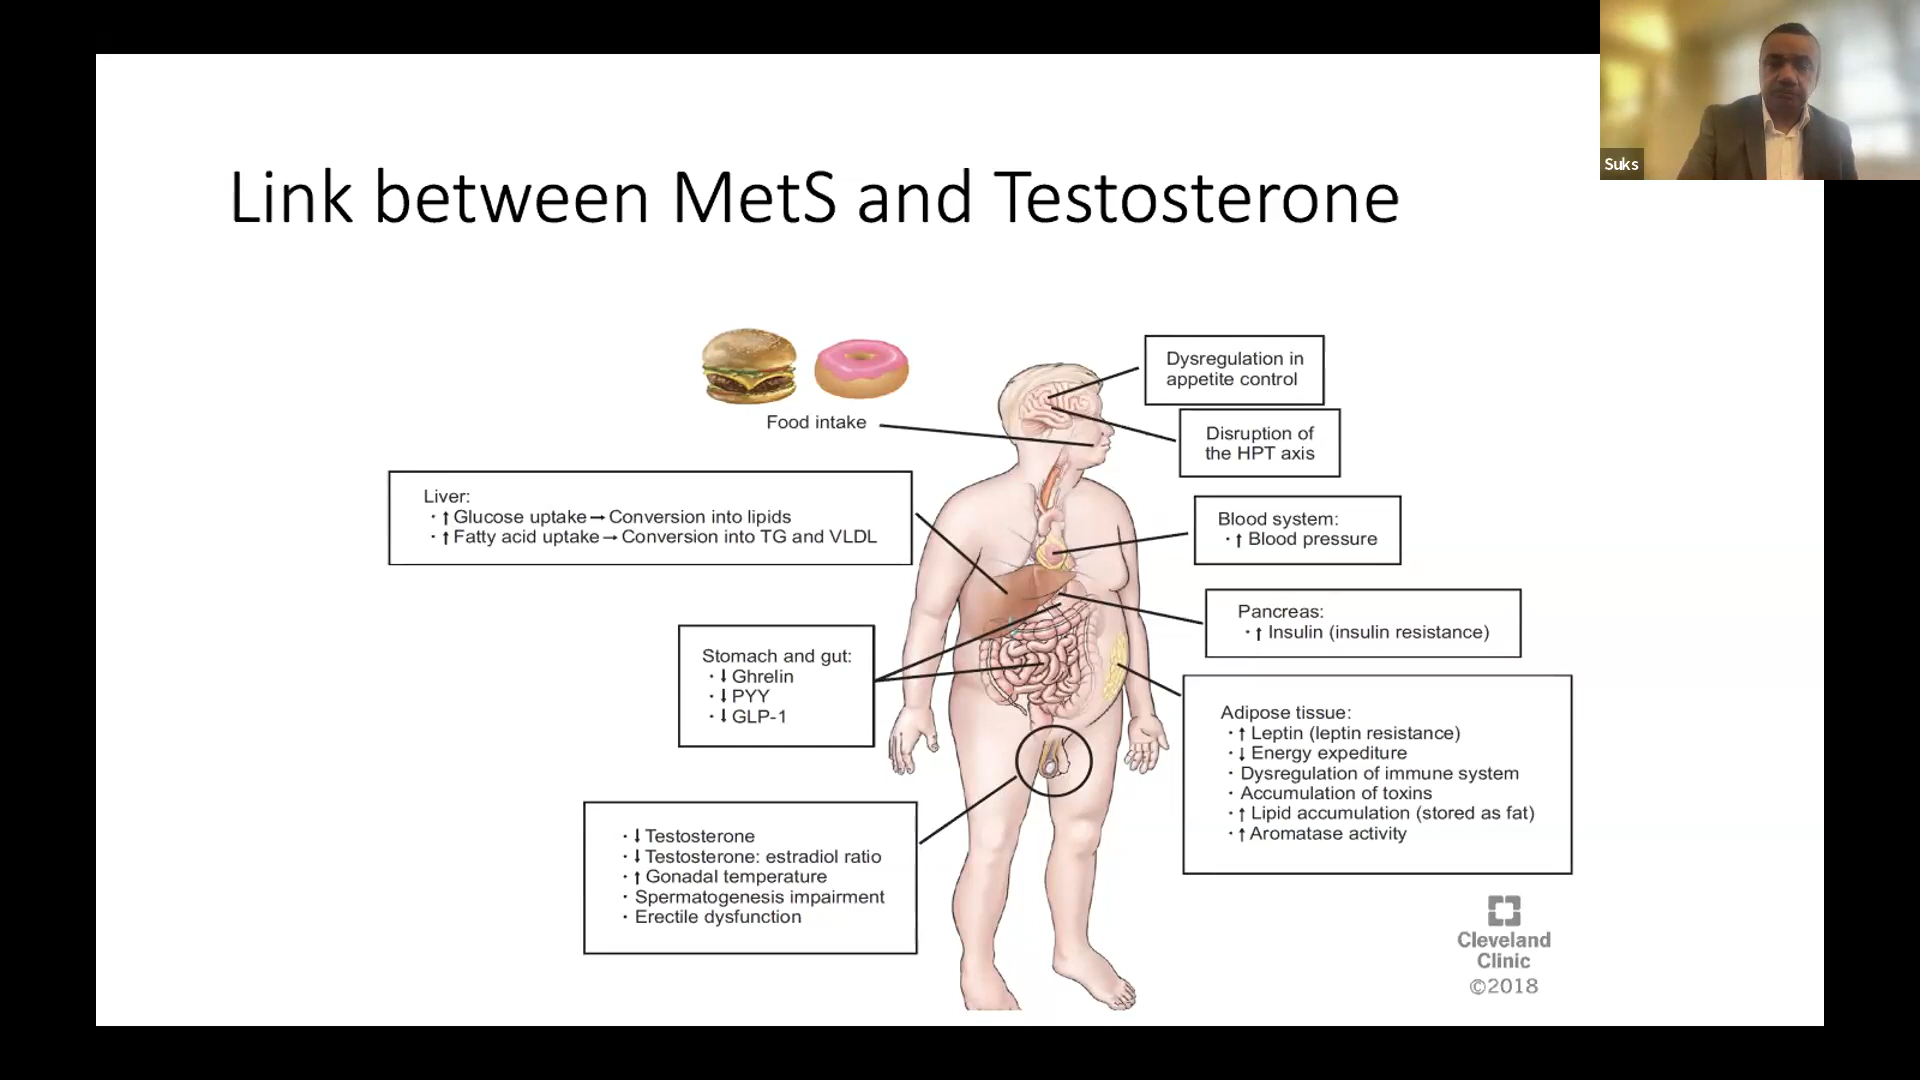 Suks
Link between MetS and Testosterone
Food intake
Dysregulation in
appetite control
Disruption of
the HPT axis
Liver:
· ↑ Glucose uptake → Conversion into lipids
· ↑ Fatty acid uptake → Conversion into TG and VLDL
Blood system:
· ↑ Blood pressure
Pancreas:
· ↑ Insulin (insulin resistance)
Stomach and gut:
· ↓ Ghrelin
· ↓ PYY
· ↓ GLP-1
Adipose tissue:
· ↑ Leptin (leptin resistance)
· ↓ Energy expediture
· Dysregulation of immune system
· Accumulation of toxins
· ↑ Lipid accumulation (stored as fat)
· ↑ Aromatase activity
· ↓ Testosterone
· ↓ Testosterone: estradiol ratio
· ↑ Gonadal temperature
· Spermatogenesis impairment
· Erectile dysfunction
Cleveland
Clinic
©2018